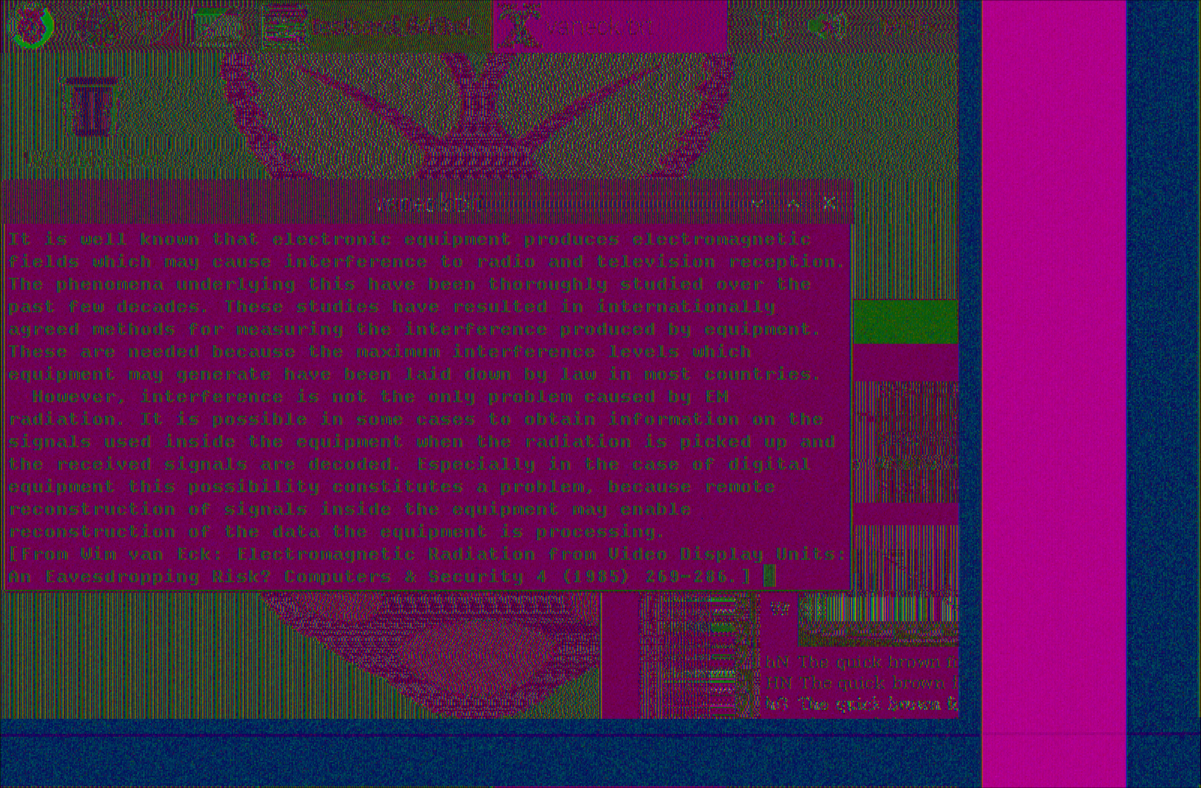 vaneck.txt
vaneck.txt
It is well known that electronic equipment produces electromagnetic
fields which may cause interference to radio and television reception.
The phenomena underlying this have been thoroughly studied over the
past few decades. These studies have resulted in internationally
agreed methods for measuring the interference produced by equipment.
These are needed because the maximum interference levels which
equipment may generate have been laid down by law in most countries.
However, interference is not the only problem caused by EM
radiation. It is possible in some cases to obtain information on the
signals used inside the equipment when the radiation is picked up and
the received signals are decoded. Especially in the case of digital
equipment this possibility constitutes a problem, because remote
reconstruction of signals inside the equipment may enable
reconstruction of the data the equipment is processing.
[From Wim van Eck: Electromagnetic Radiation from Video Display Units:
An Eavesdropping Risk? Computers & Security 4 (1985) 269-286.]
The quick brown
The quick brown
The quick brown